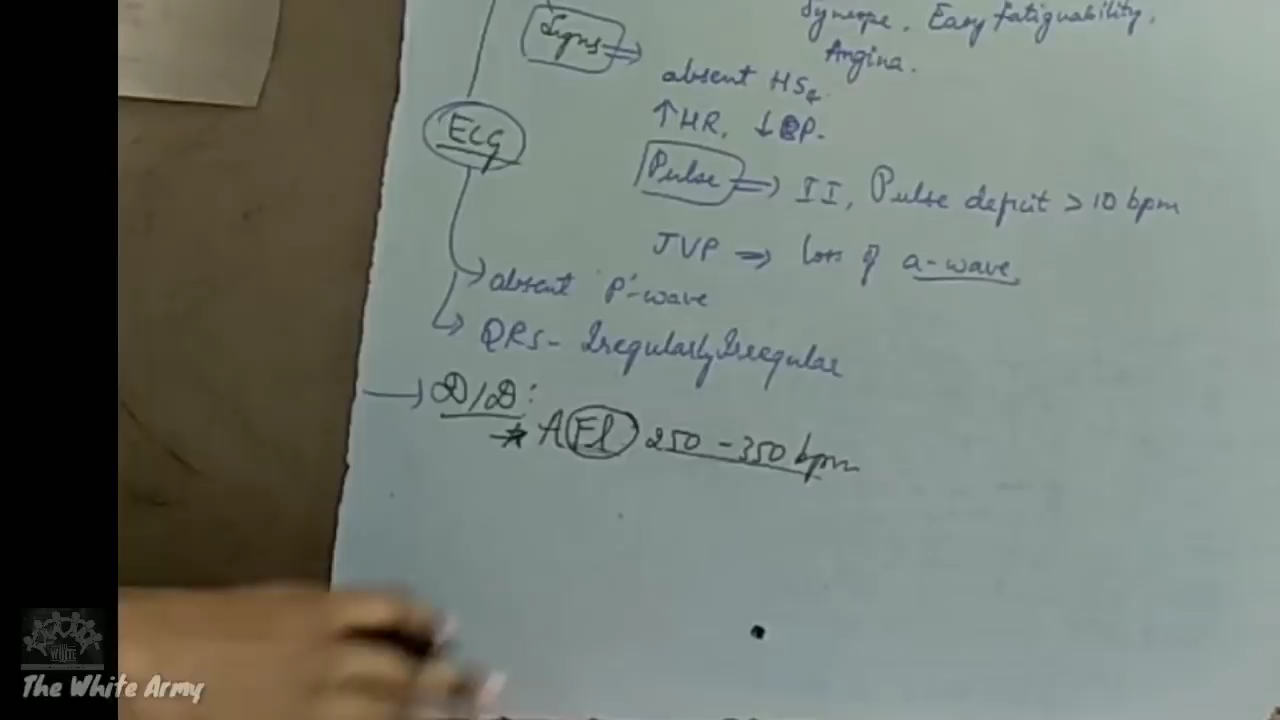 Syncope. Easy fatiguability.
Angina.
Signs ⇒
absent HS4.
↑HR, ↓BP.
ECG
Pulse ⇒ II, Pulse deficit > 10 bpm
JVP ⇒ loss of a-wave.
→ absent 'P'-wave
→ QRS- Irregularly Irregular
→ D/D:
* AFl 250-350 bpm
The White Army